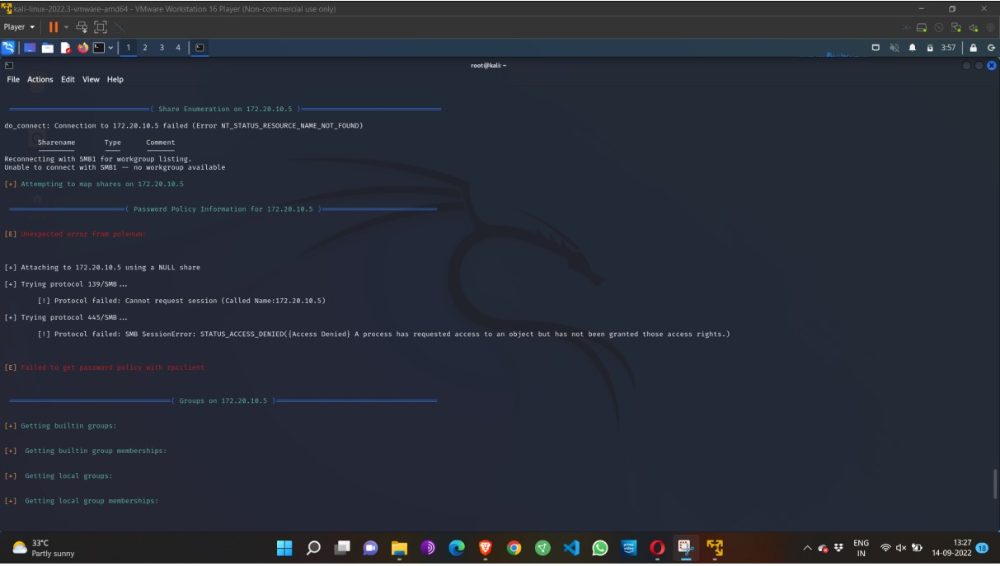 kali-linux-2022.3-vmware-amd64 - VMware Workstation 16 Player (Non-commercial use only)
Player
1 2 3 4
3:57
root@kali: ~
File Actions Edit View Help
( Share Enumeration on 172.20.10.5 )
do_connect: Connection to 172.20.10.5 failed (Error NT_STATUS_RESOURCE_NAME_NOT_FOUND)
Sharename Type Comment
Reconnecting with SMB1 for workgroup listing.
Unable to connect with SMB1 -- no workgroup available
[+] Attempting to map shares on 172.20.10.5
( Password Policy Information for 172.20.10.5 )
[E] Unexpected error from polenum:
[+] Attaching to 172.20.10.5 using a NULL share
[+] Trying protocol 139/SMB...
[!] Protocol failed: Cannot request session (Called Name:172.20.10.5)
[+] Trying protocol 445/SMB...
[!] Protocol failed: SMB SessionError: STATUS_ACCESS_DENIED({Access Denied} A process has requested access to an object but has not been granted those access rights.)
[E] Failed to get password policy with rpcclient
( Groups on 172.20.10.5 )
[+] Getting builtin groups:
[+] Getting builtin group memberships:
[+] Getting local groups:
[+] Getting local group memberships:
33°C
Partly sunny
prime video
ENG
IN
13:27
14-09-2022
18